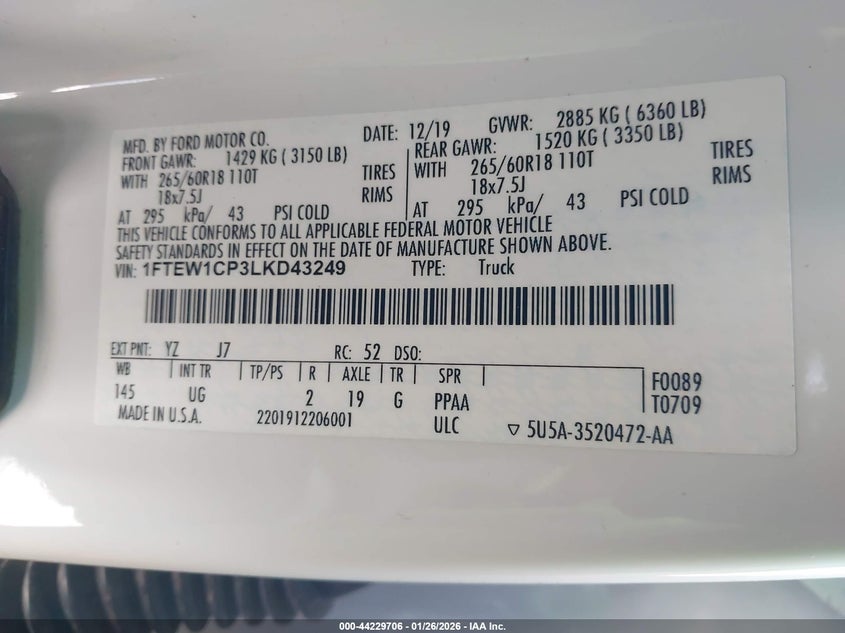 MFD. BY FORD MOTOR CO. DATE: 12/19 GVWR: 2885 KG ( 6360 LB)
FRONT GAWR: 1429 KG ( 3150 LB) REAR GAWR: 1520 KG ( 3350 LB)
WITH 265/60R18 110T TIRES WITH 265/60R18 110T TIRES
18x7.5J RIMS 18x7.5J RIMS
AT 295 kPa/ 43 PSI COLD AT 295 kPa/ 43 PSI COLD
THIS VEHICLE CONFORMS TO ALL APPLICABLE FEDERAL MOTOR VEHICLE
SAFETY STANDARDS IN EFFECT ON THE DATE OF MANUFACTURE SHOWN ABOVE.
VIN: 1FTEW1CP3LKD43249 TYPE: Truck
EXT PNT: YZ J7 RC: 52 DSO:
WB INT TR TP/PS R AXLE TR SPR F0089
145 UG 2 19 G PPAA T0709
MADE IN U.S.A. 2201912206001 ULC ▽ 5U5A-3520472-AA
000-44229706 - 01/26/2026 - IAA Inc.